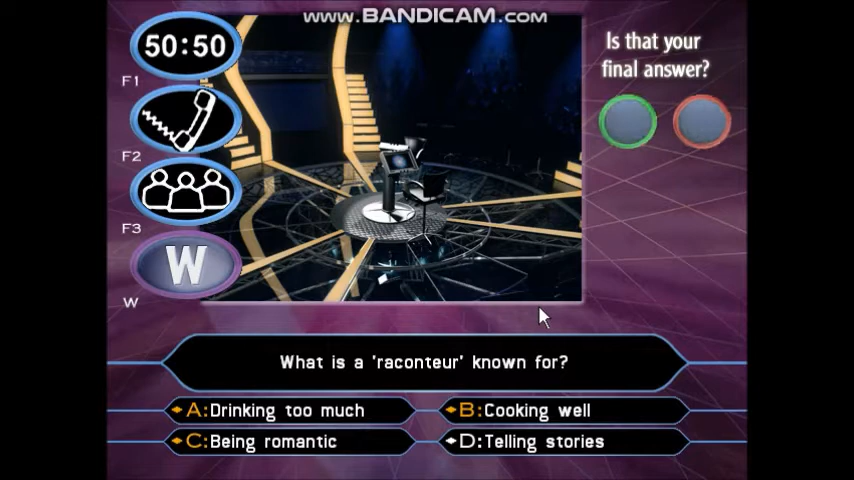 www.BANDICAM.com
50:50
F1
F2
F3
W
W
Is that your
final answer?
What is a 'raconteur' known for?
A:Drinking too much
B:Cooking well
C:Being romantic
D:Telling stories